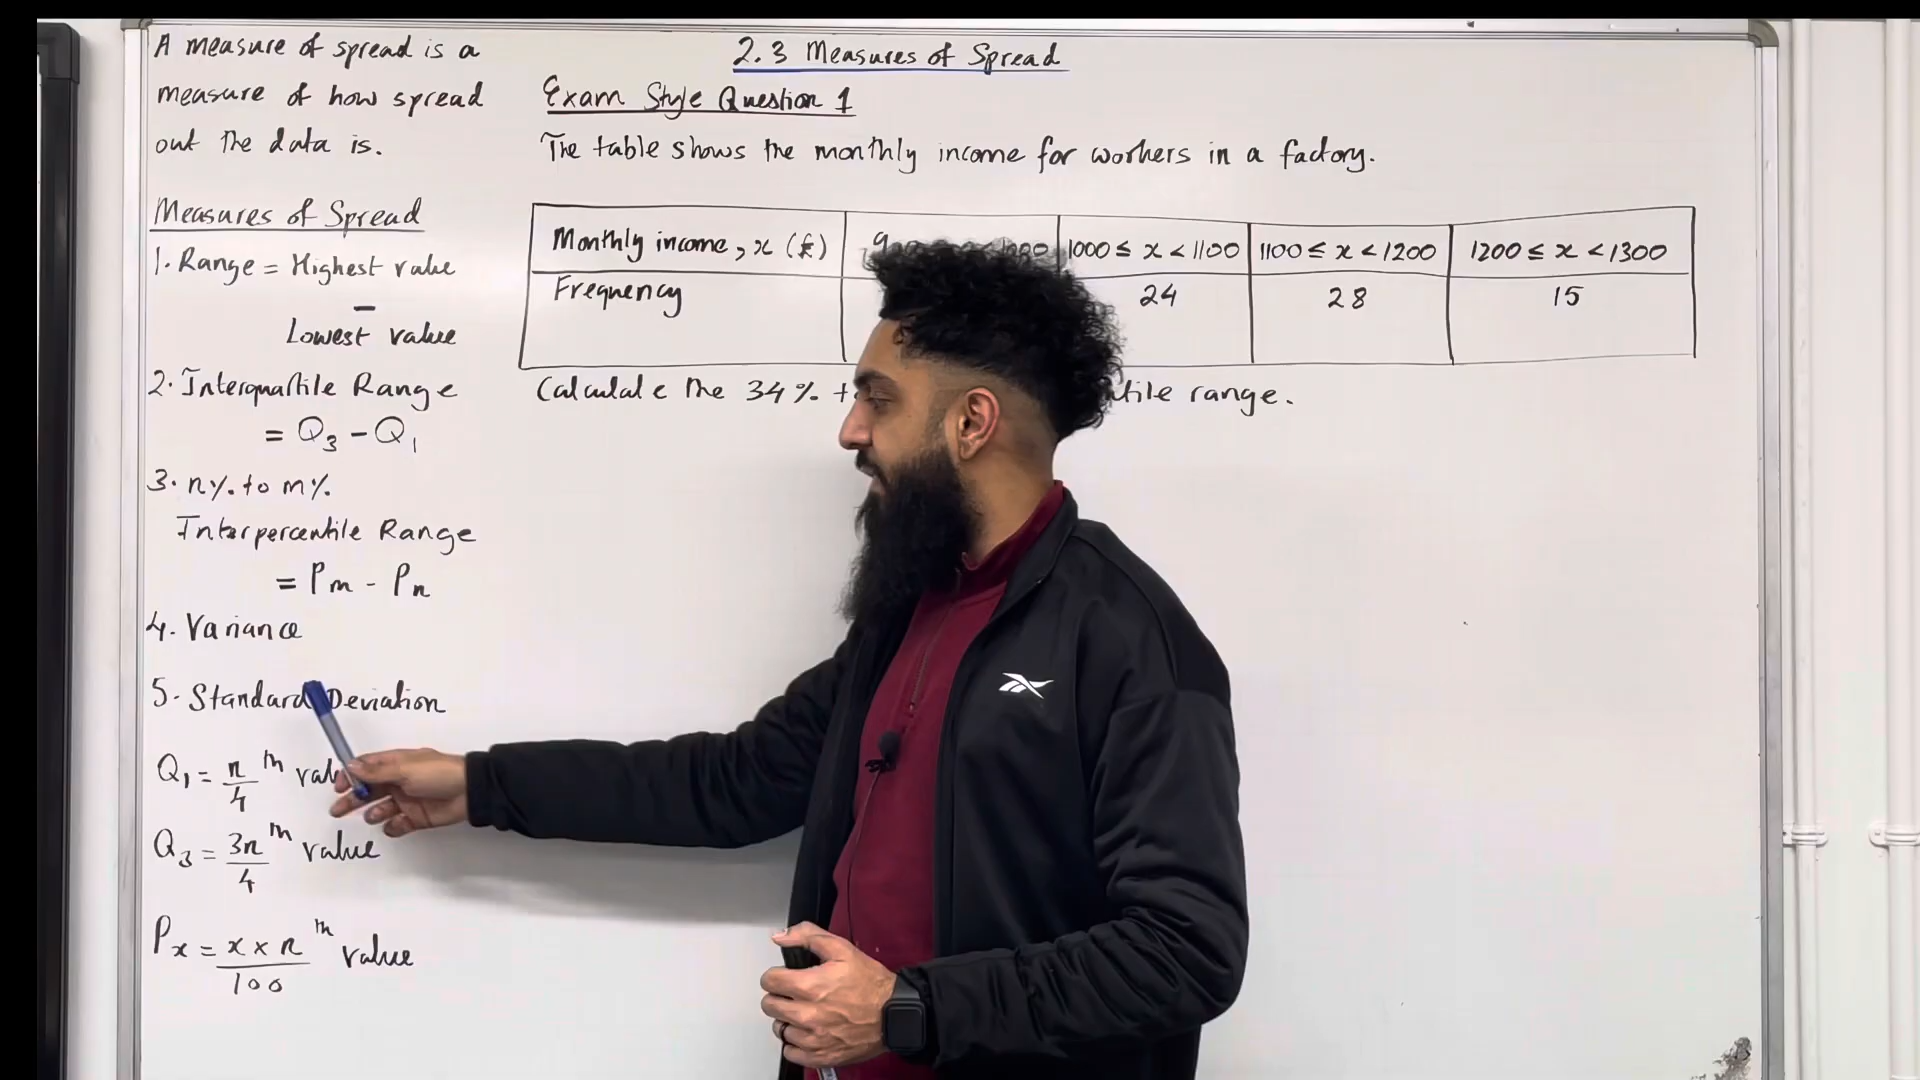 A measure of spread is a
measure of how spread
out the data is.
Measures of Spread
1. Range = Highest value
-
Lowest value
2. Interquartile Range
= Q3 - Q1
3. n% to m%
Interpercentile Range
= Pm - Pn
4. Variance
5. Standard Deviation
Q1 = n/4 th
Q3 = 3n/4 th value
Px = x × n/100 th value
2.3 Measures of Spread
Exam Style Question 1
The table shows the monthly income for workers in a factory.
Monthly income, x (£) 1000 ≤ x < 1100 1100 ≤ x < 1200 1200 ≤ x < 1300
Frequency 24 28 15
Calculate the 34% range.